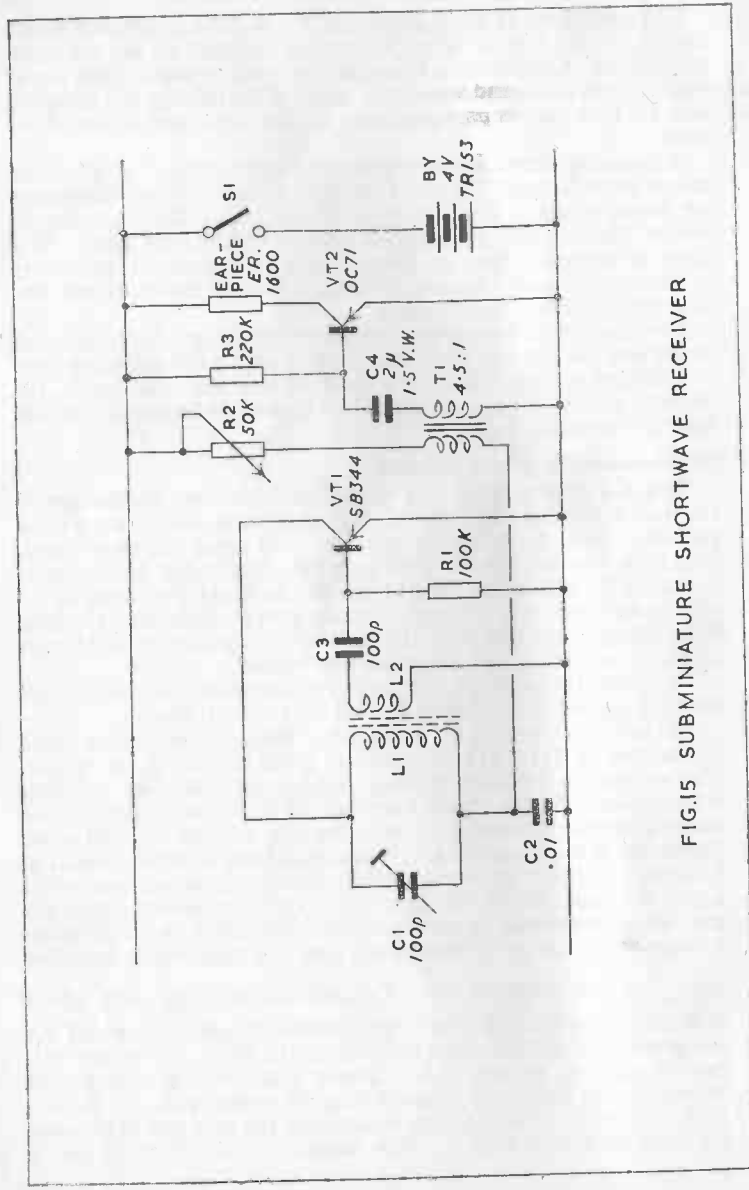 S1
BY
4V
TR153
EAR-
PIECE
ER.
1600
VT2
OC71
R3
220K
C4
2µ
1.5 V.W.
T1
4.5:1
R2
50K
VT1
SB344
R1
100K
C3
100p
L2
L1
C2
.01
C1
100p
FIG.15 SUBMINIATURE SHORTWAVE RECEIVER